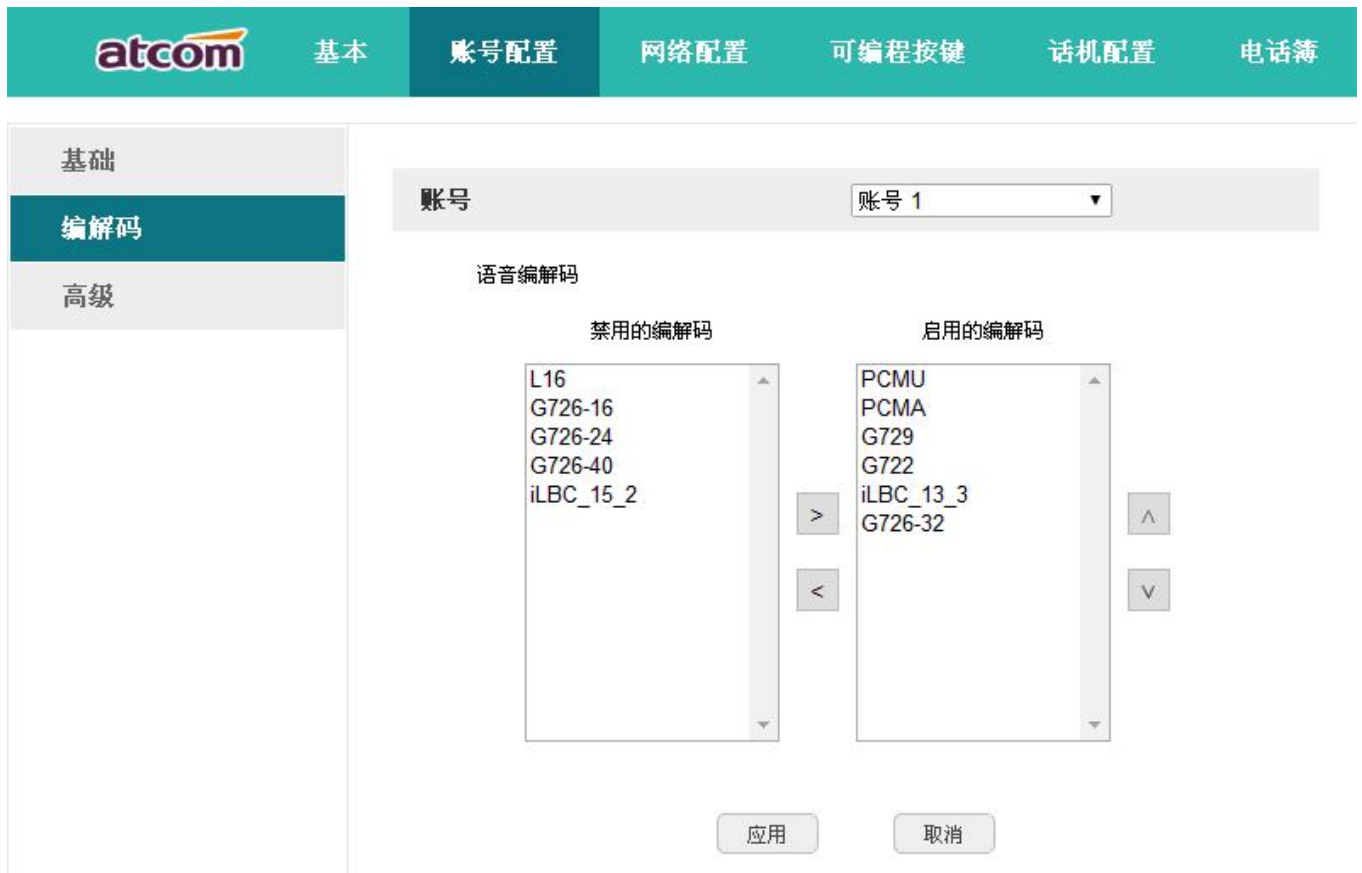 atcom 基本 账号配置 网络配置 可编程按键 话机配置 电话簿
基础
编解码
高级
账号 账号 1
语音编解码
禁用的编解码 启用的编解码
L16 PCMU
G726-16 PCMA
G726-24 G729
G726-40 G722
iLBC_15_2 iLBC_13_3
G726-32
> ∧
< ∨
应用 取消